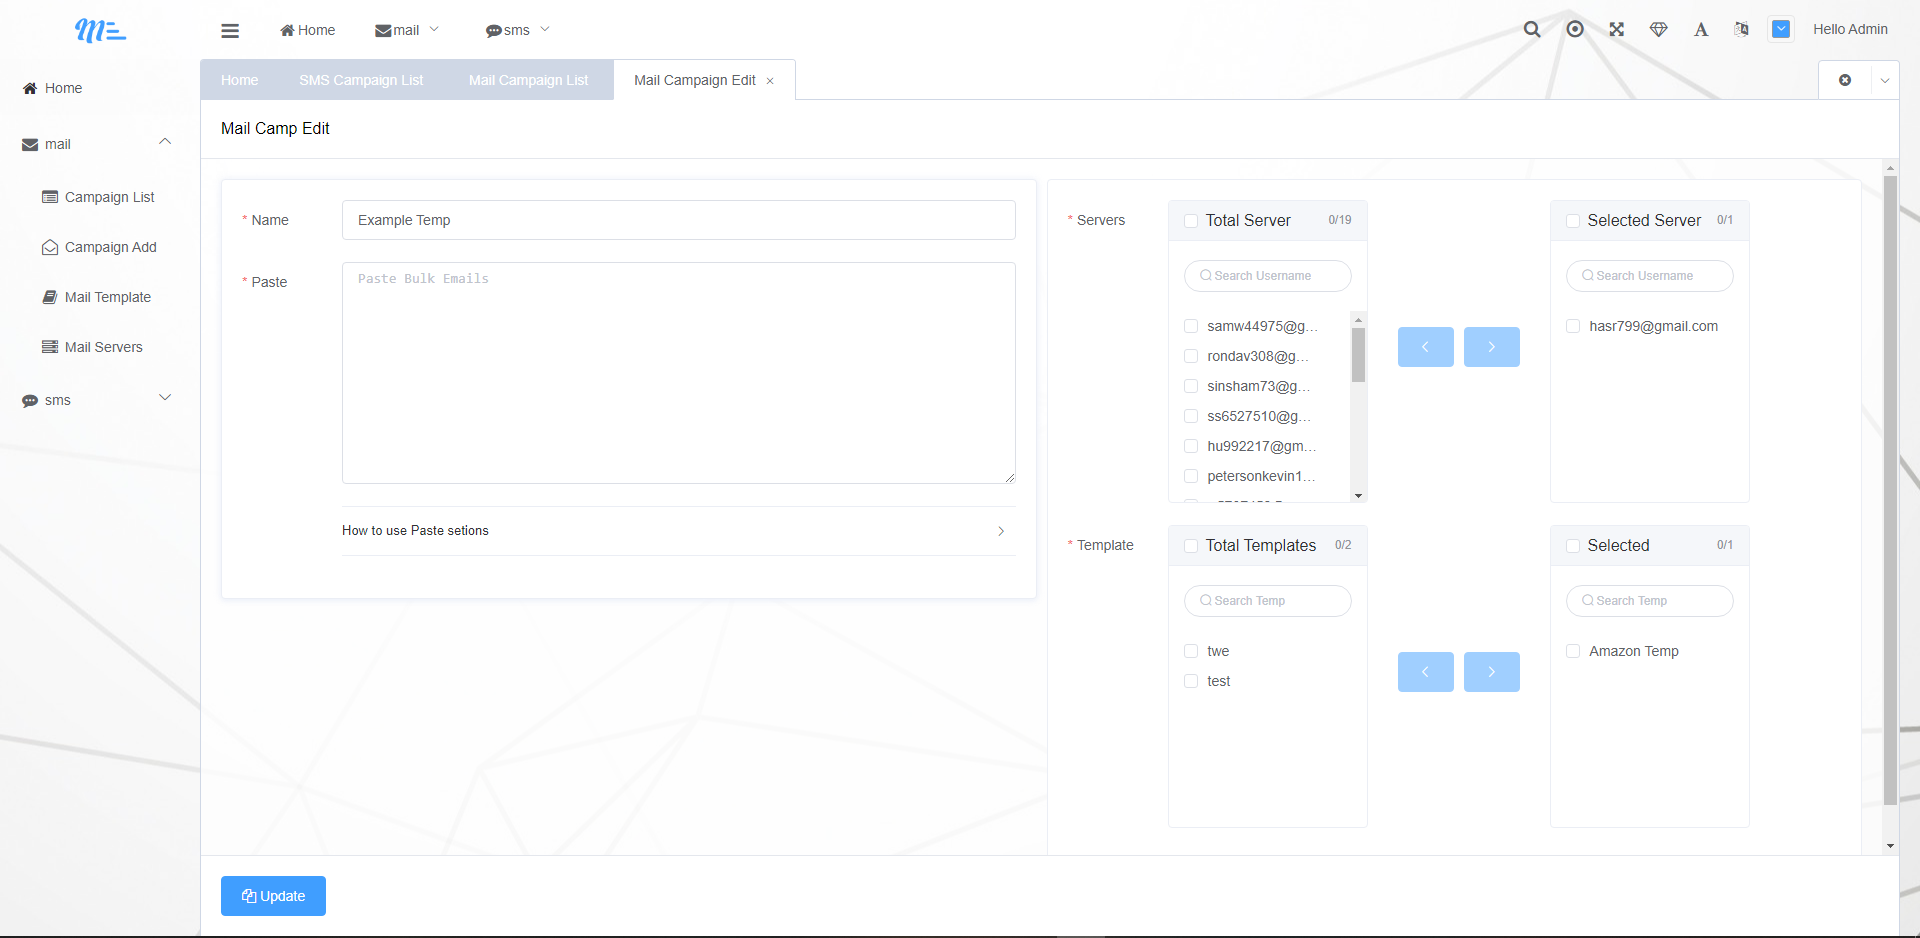 Home
mail
sms
Hello Admin
Home
mail
Campaign List
Campaign Add
Mail Template
Mail Servers
sms
Home
SMS Campaign List
Mail Campaign List
Mail Campaign Edit
Mail Camp Edit
* Name
Example Temp
* Paste
Paste Bulk Emails
How to use Paste setions
* Servers
Total Server 0/19
Search Username
samw44975@g...
rondav308@g...
sinsham73@g...
ss6527510@g...
hu992217@gm...
petersonkevin1...
Selected Server 0/1
Search Username
hasr799@gmail.com
* Template
Total Templates 0/2
Search Temp
twe
test
Selected 0/1
Search Temp
Amazon Temp
Update